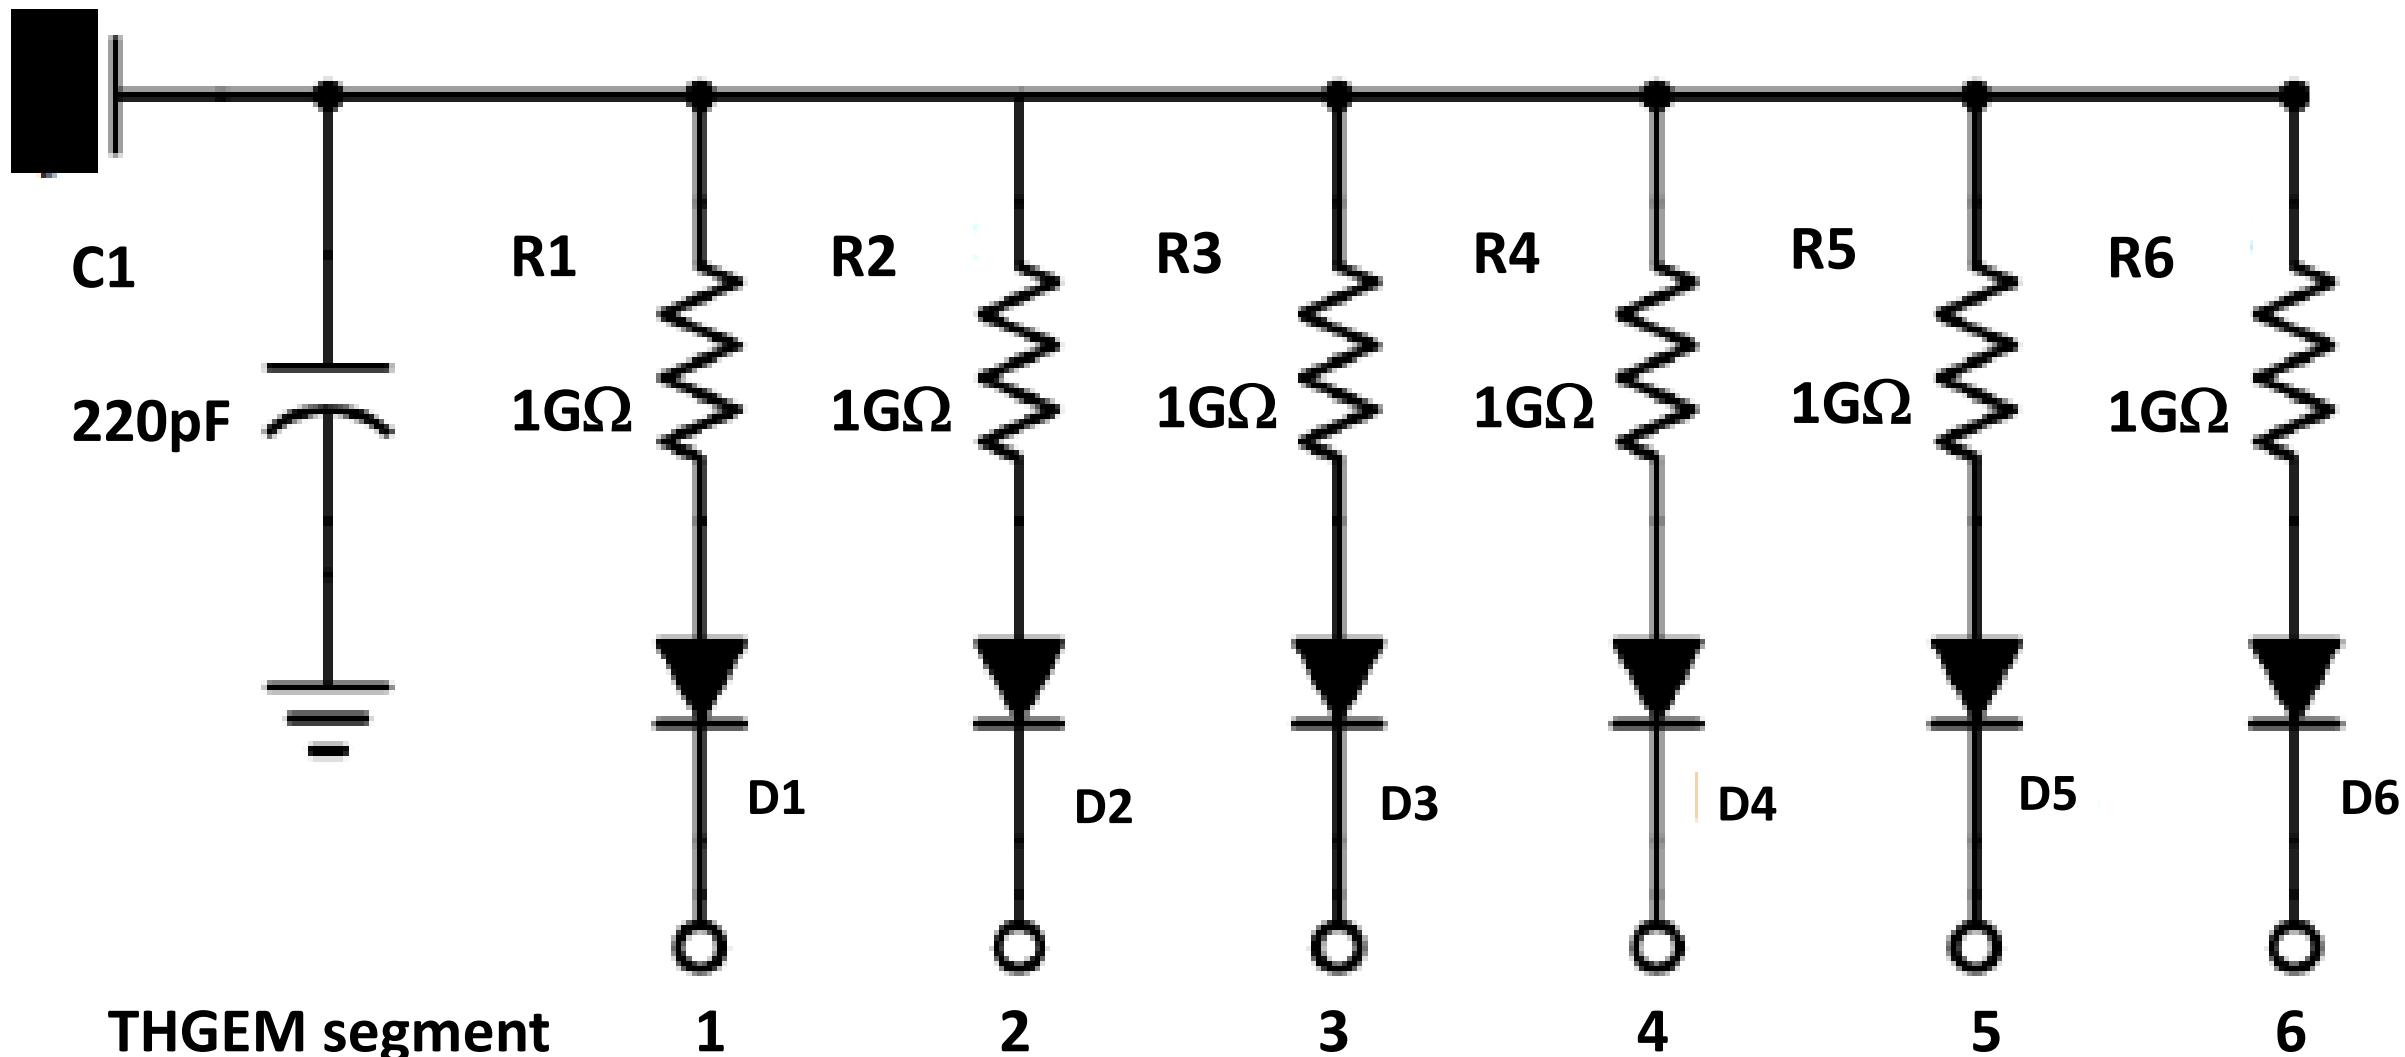 C1 R1 R2 R3 R4 R5 R6
220pF 1GΩ 1GΩ 1GΩ 1GΩ 1GΩ 1GΩ
D1 D2 D3 D4 D5 D6
THGEM segment 1 2 3 4 5 6